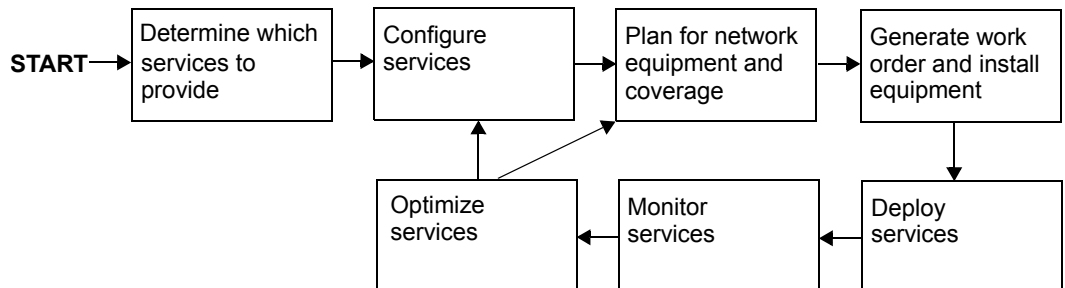 START
Determine which
services to
provide
Configure
services
Plan for network
equipment and
coverage
Generate work
order and install
equipment
Optimize
services
Monitor
services
Deploy
services